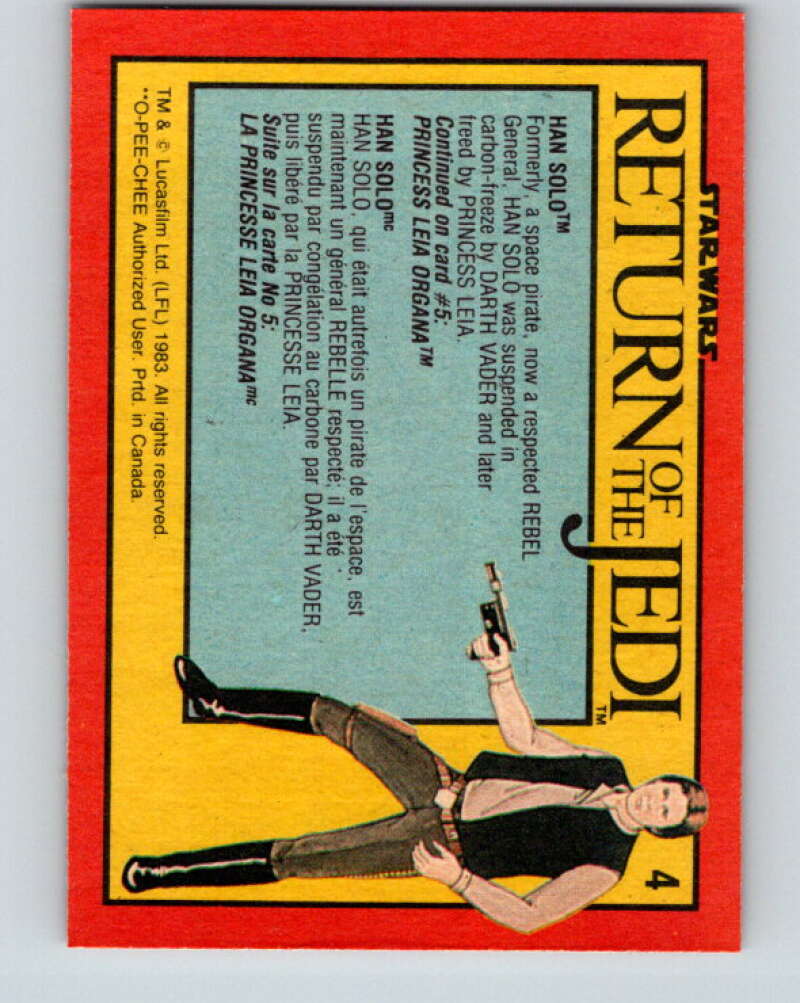 STAR WARS
RETURN OF THE JEDI™
4
HAN SOLO™
Formerly, a space pirate, now a respected REBEL
General, HAN SOLO was suspended in
carbon-freeze by DARTH VADER and later
freed by PRINCESS LEIA.
Continued on card #5:
PRINCESS LEIA ORGANA™
HAN SOLOmc
HAN SOLO, qui était autrefois un pirate de l'espace, est
maintenant un général REBELLE respecté; il a été
suspendu par congélation au carbone par DARTH VADER,
puis libéré par la PRINCESSE LEIA.
Suite sur la carte No 5:
LA PRINCESSE LEIA ORGANAmc
TM & © Lucasfilm Ltd. (LFL) 1983. All rights reserved.
**O-PEE-CHEE Authorized User. Prtd. in Canada.